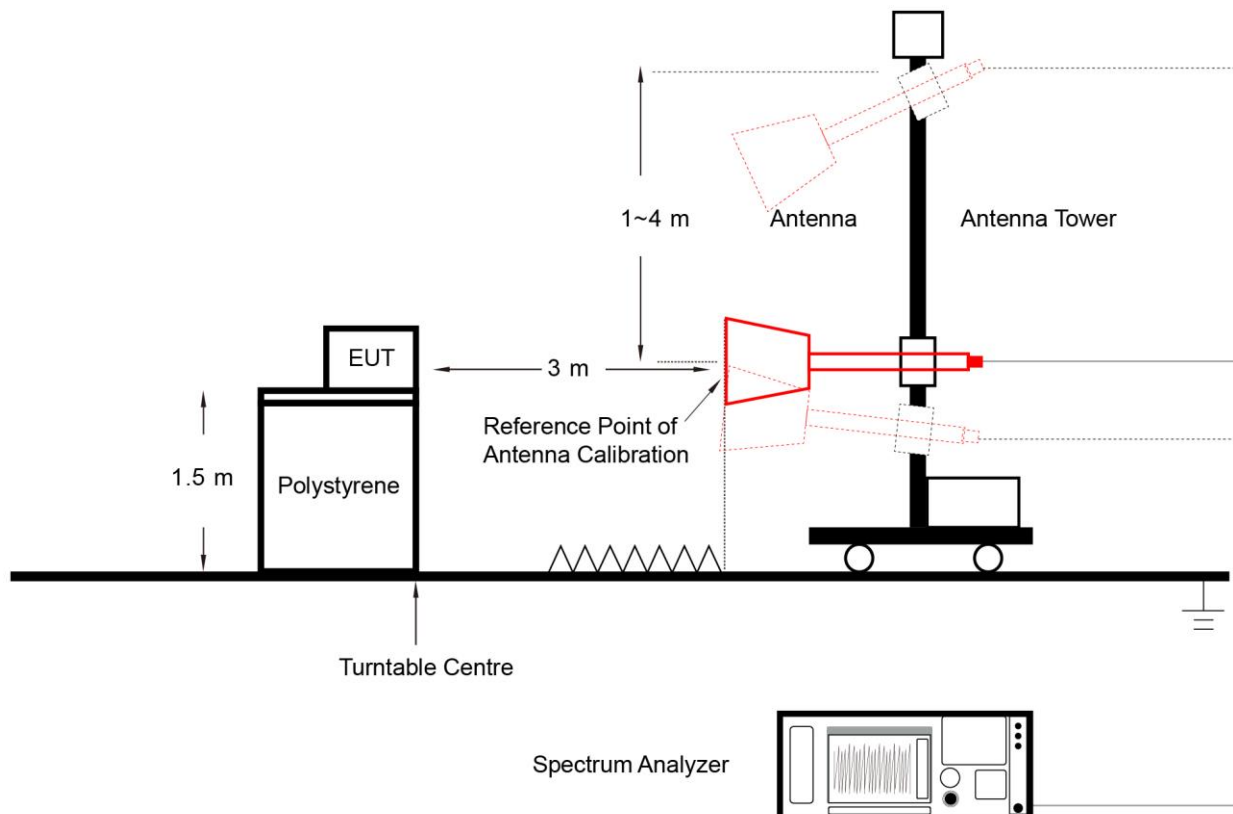 1~4 m
Antenna
Antenna Tower
EUT
3 m
Reference Point of
Antenna Calibration
1.5 m
Polystyrene
Turntable Centre
Spectrum Analyzer